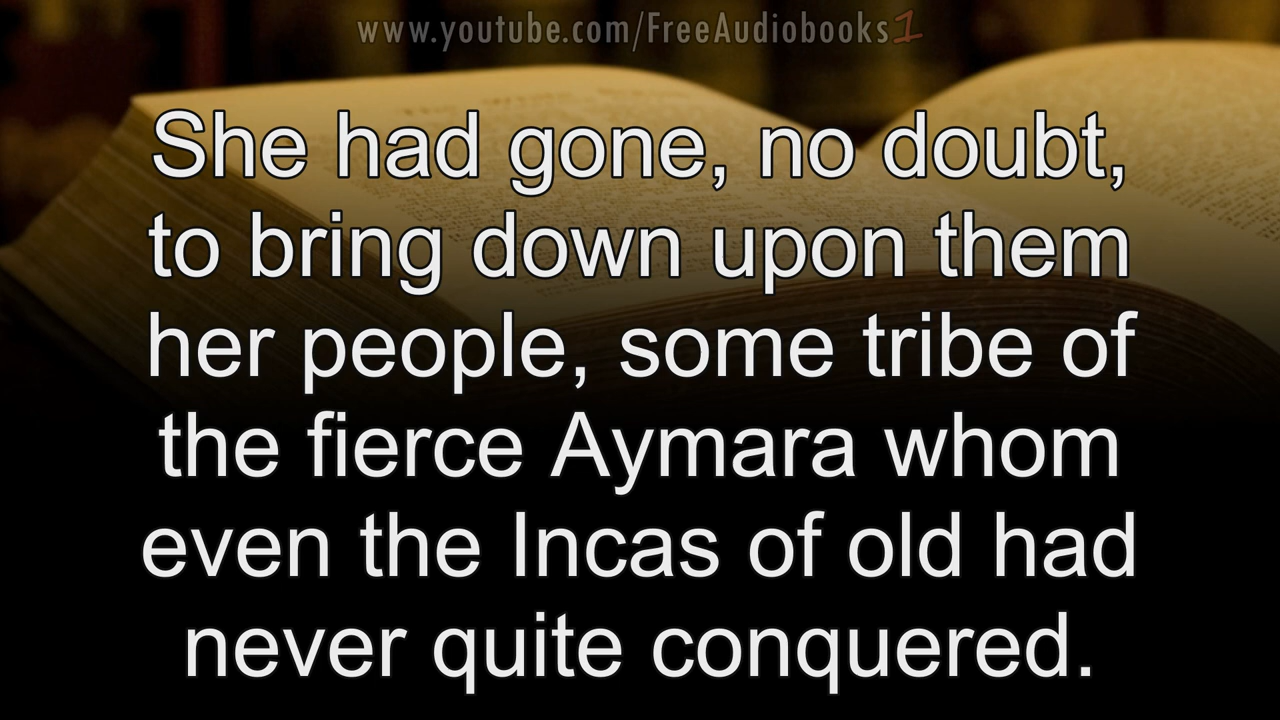 www.youtube.com/FreeAudiobooks1
She had gone, no doubt,
to bring down upon them
her people, some tribe of
the fierce Aymara whom
even the Incas of old had
never quite conquered.